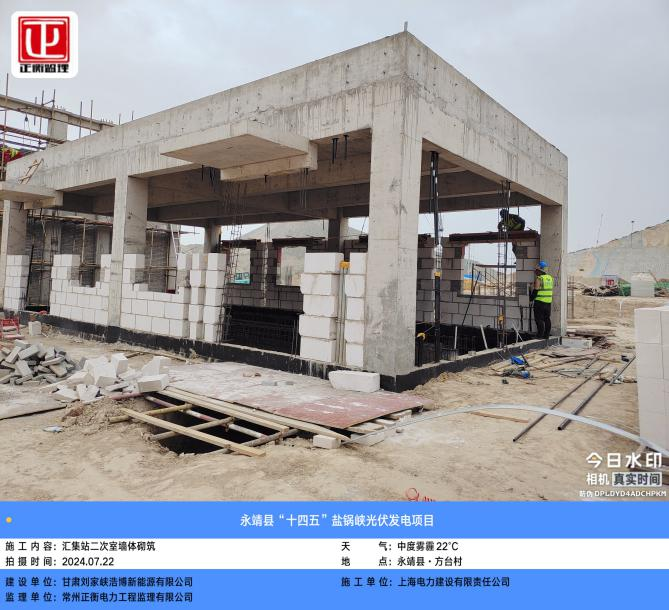 正衡监理
今日水印
相机 真实时间
防伪 DPLDYD4ADCHPKM
永靖县“十四五”盐锅峡光伏发电项目
施工内容：汇集站二次室墙体砌筑
天气：中度雾霾 22℃
拍摄时间：2024.07.22
地点：永靖县·方台村
建设单位：甘肃刘家峡浩博新能源有限公司
施工单位：上海电力建设有限责任公司
监理单位：常州正衡电力工程监理有限公司